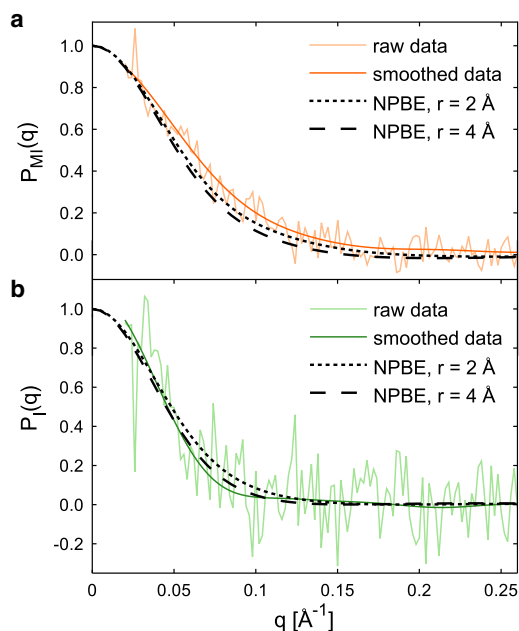 a
1.0
0.8
0.6
0.4
0.2
0.0
P_MI(q)
raw data
smoothed data
NPBE, r = 2 Å
NPBE, r = 4 Å
b
1.0
0.8
0.6
0.4
0.2
0.0
-0.2
P_I(q)
raw data
smoothed data
NPBE, r = 2 Å
NPBE, r = 4 Å
0
0.05
0.1
0.15
0.2
0.25
q [Å⁻¹]